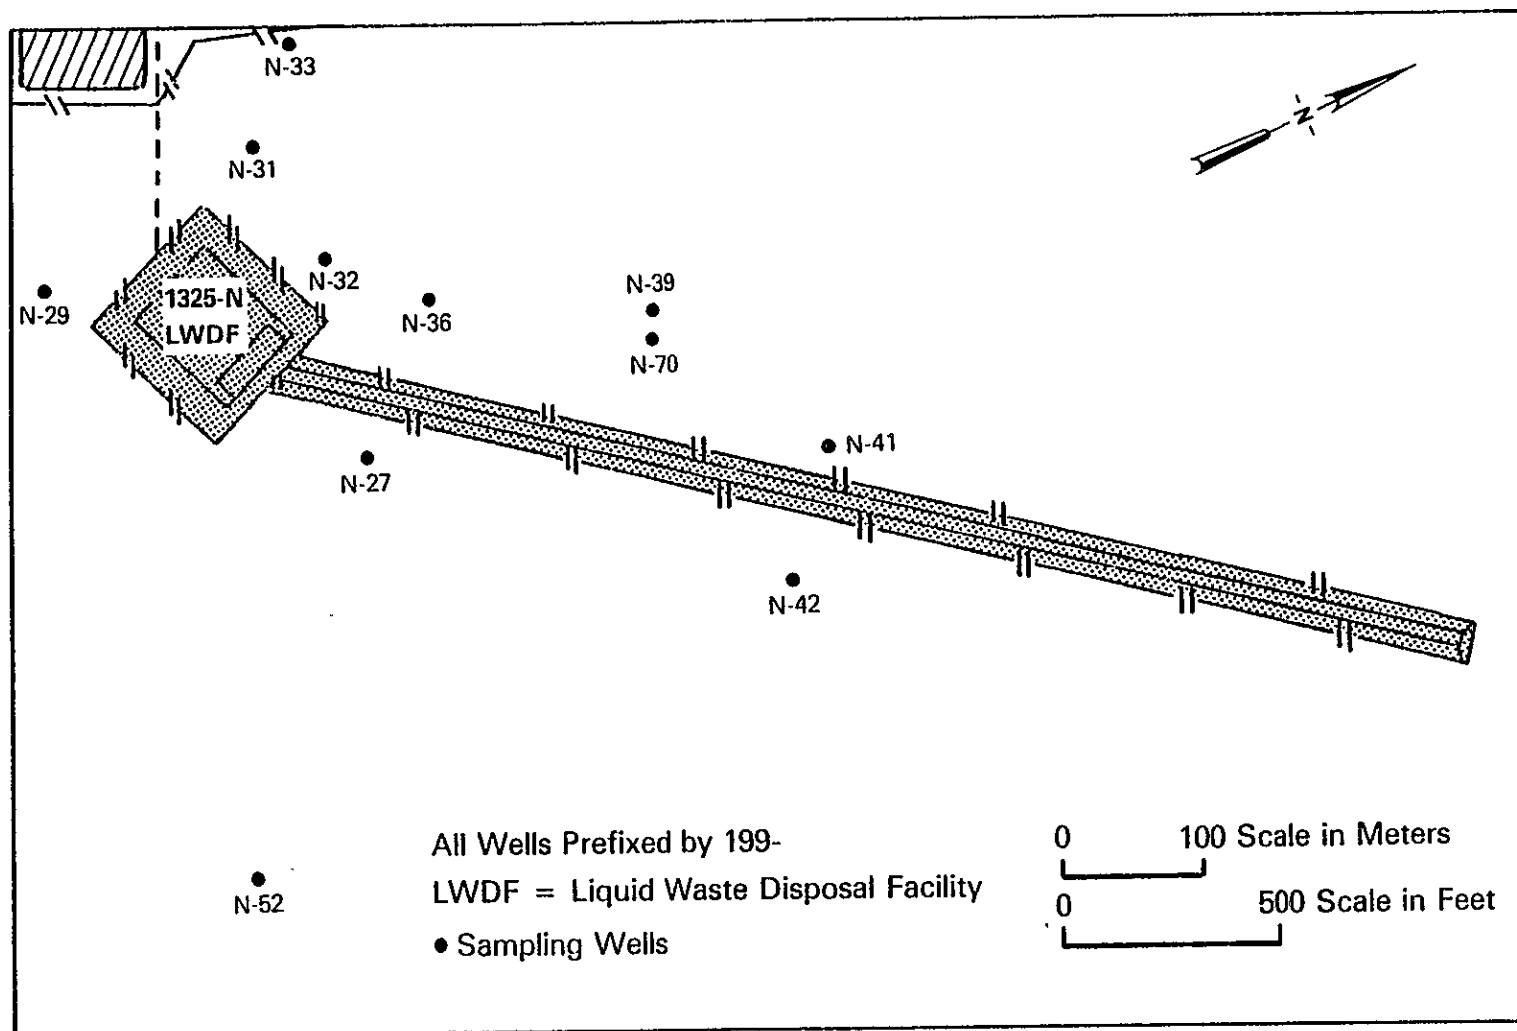 N-33
N
N-31
N-32
N-29
1325-N
LWDF
N-36
N-39
N-70
N-41
N-27
N-42
N-52
All Wells Prefixed by 199-
LWDF = Liquid Waste Disposal Facility
● Sampling Wells
0 100 Scale in Meters
0 500 Scale in Feet